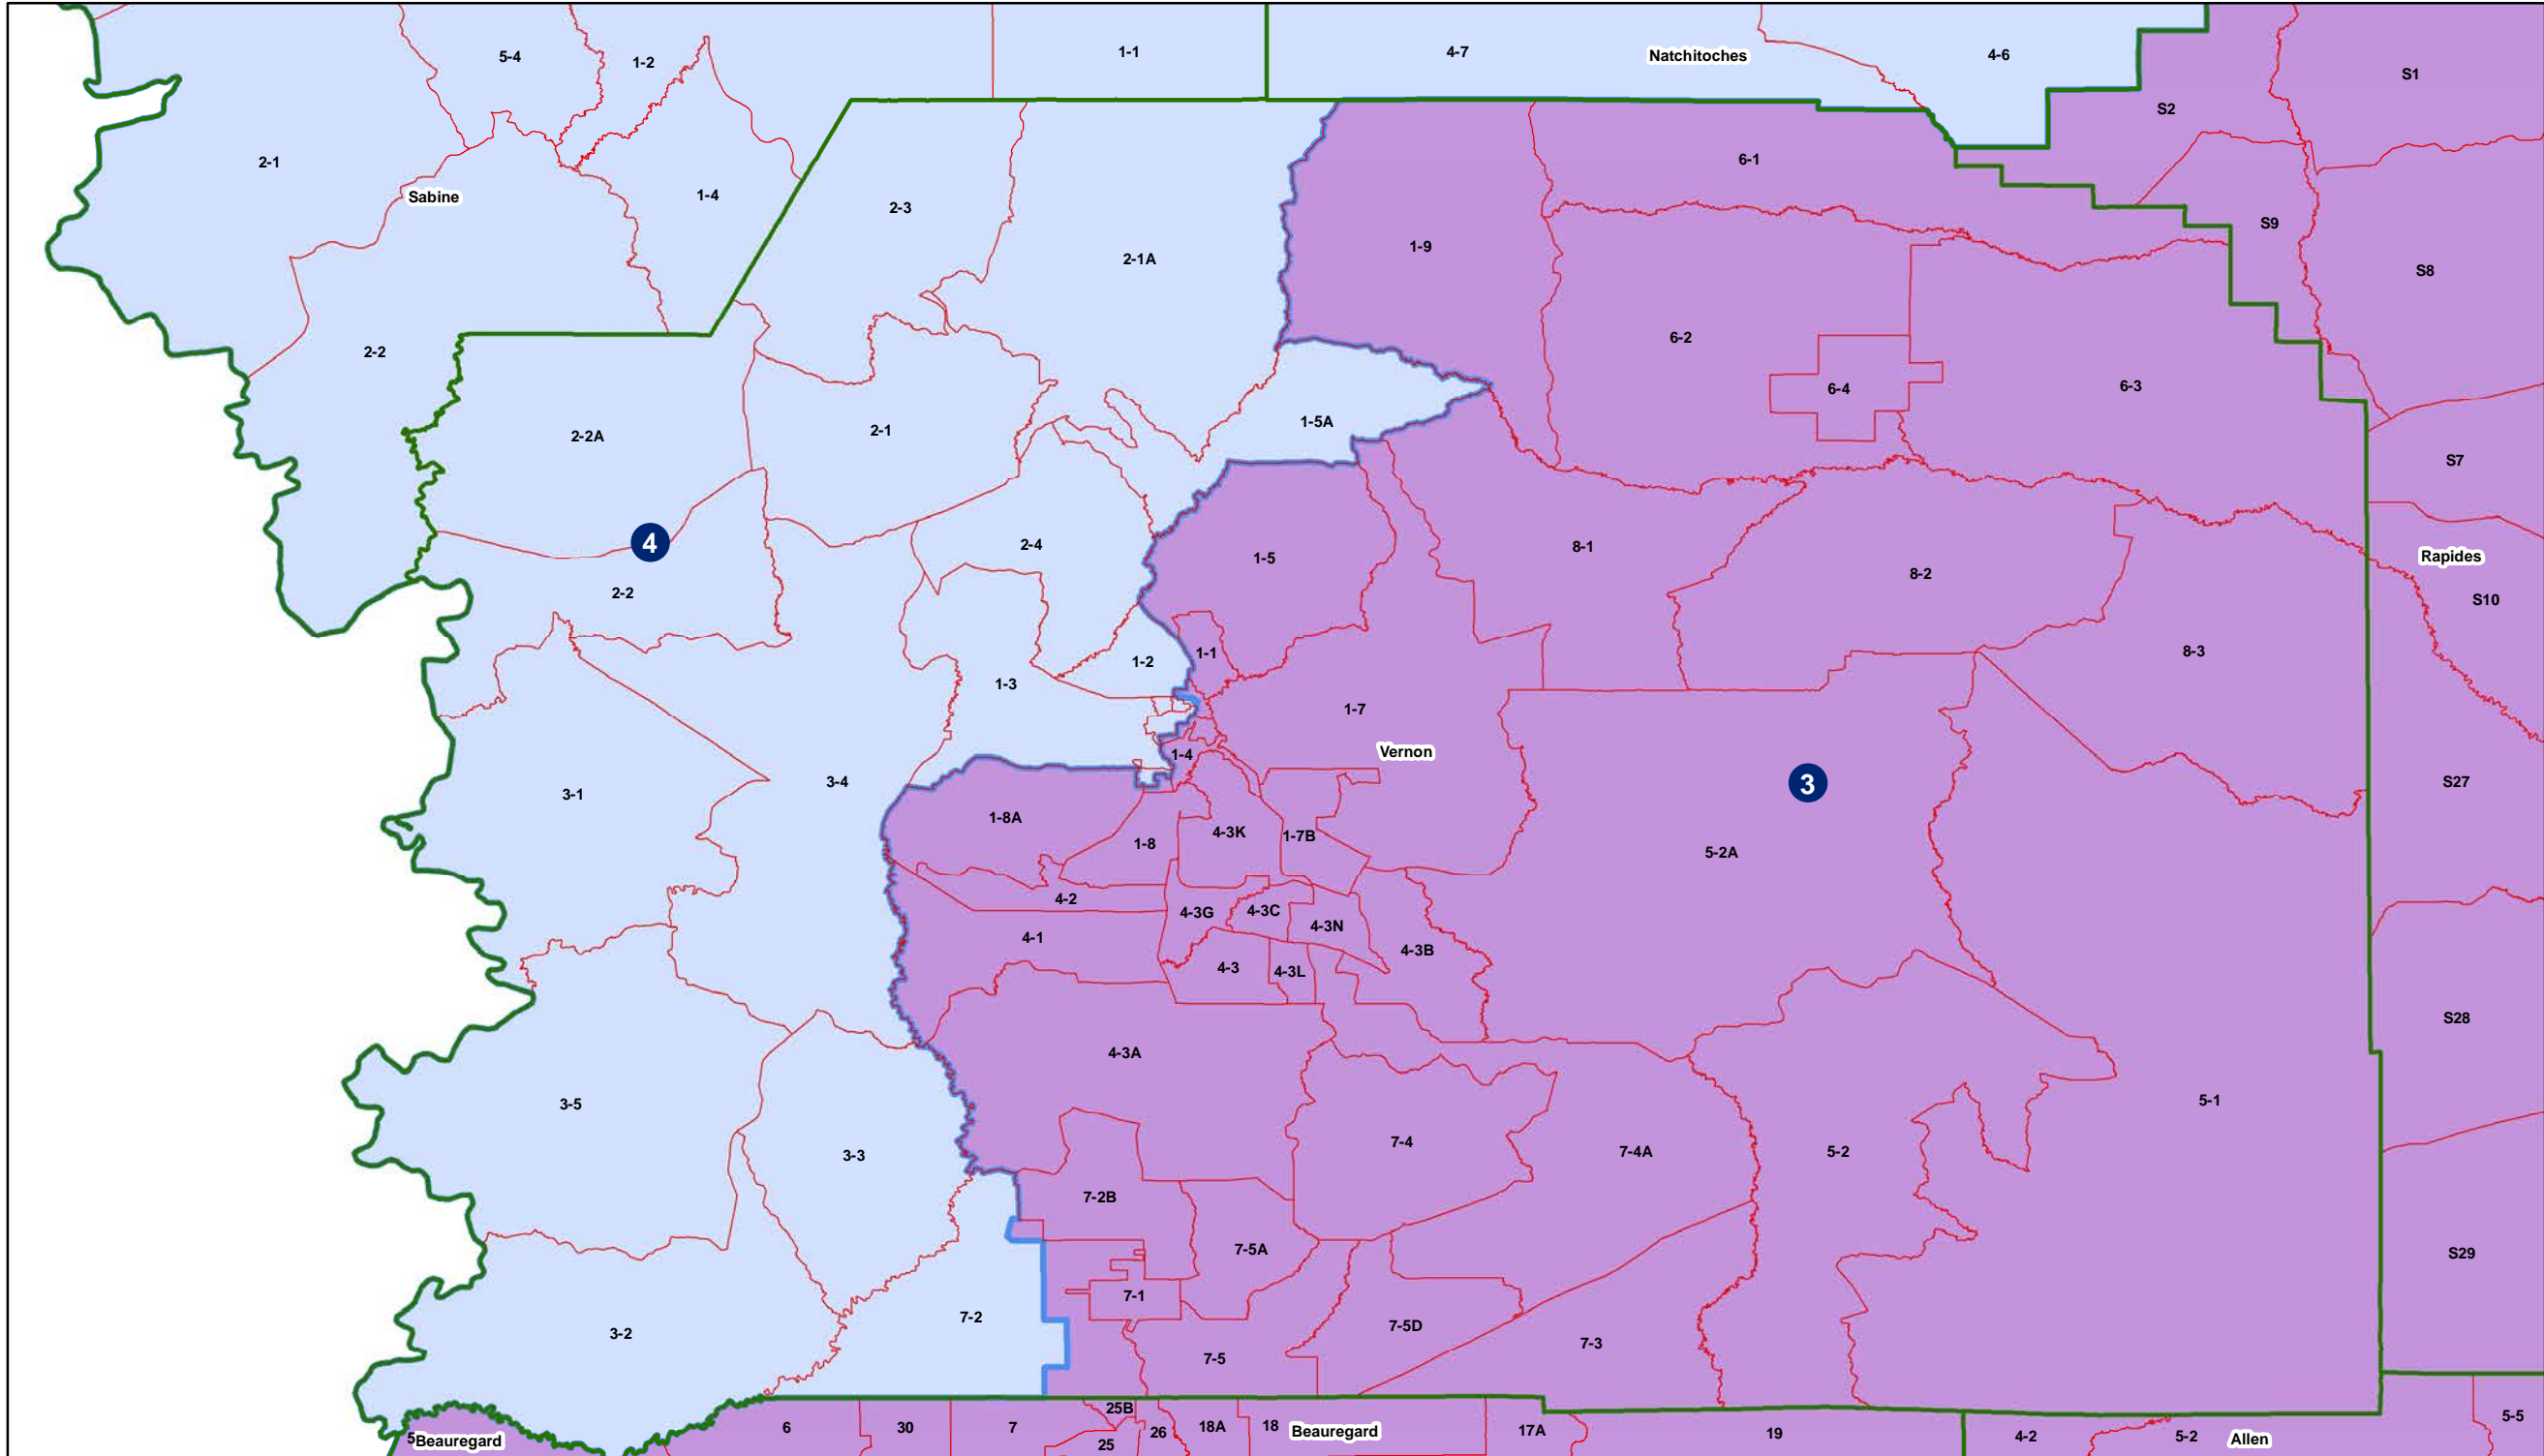 5-4
1-2
1-1
4-7
Natchitoches
4-6
S1
S2
2-1
Sabine
1-4
2-3
2-1A
1-9
6-1
S9
S8
2-2
2-2A
2-1
1-5A
6-2
6-4
6-3
S7
4
2-2
2-4
1-5
8-1
8-2
Rapides
S10
1-3
1-2
1-1
8-3
1-7
1-4
Vernon
3
S27
3-1
3-4
1-8A
1-8
4-3K
1-7B
5-2A
4-2
4-1
4-3G
4-3C
4-3N
4-3B
4-3
4-3L
S28
3-5
4-3A
3-3
7-4
7-4A
5-2
5-1
7-2B
7-5A
S29
7-1
3-2
7-2
7-5
7-5D
7-3
5
Beauregard
6
30
7
25B
25
26
18A
18
Beauregard
17A
19
4-2
5-2
Allen
5-5